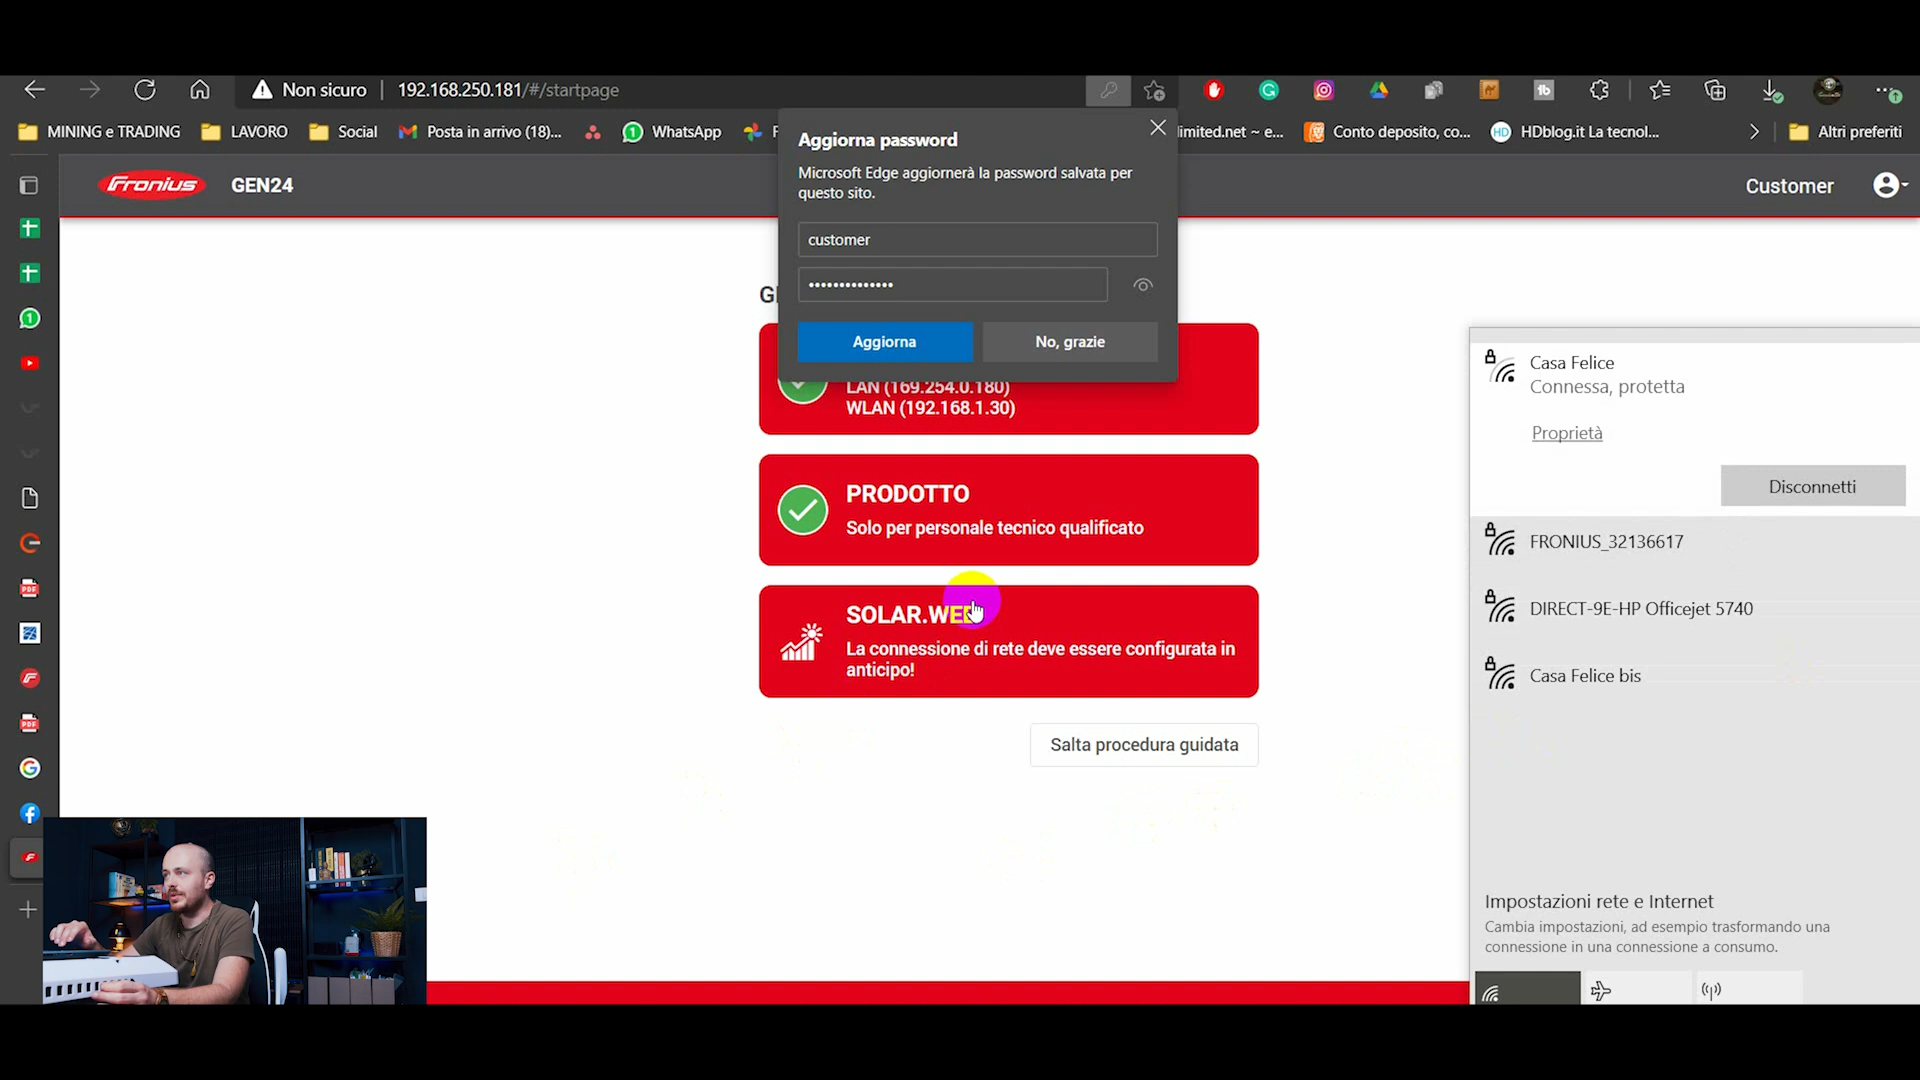 Non sicuro
192.168.250.181/#/startpage
MINING e TRADING
LAVORO
Social
Posta in arrivo (18)...
WhatsApp
limited.net ~ e...
Conto deposito, co...
HDblog.it La tecnol...
Altri preferiti
Fronius
GEN24
Customer
Aggiorna password
Microsoft Edge aggiornerà la password salvata per
questo sito.
customer
••••••••••••••
Aggiorna
No, grazie
LAN (169.254.0.180)
WLAN (192.168.1.30)
PRODOTTO
Solo per personale tecnico qualificato
SOLAR.WEB
La connessione di rete deve essere configurata in
anticipo!
Salta procedura guidata
Casa Felice
Connessa, protetta
Proprietà
Disconnetti
FRONIUS_32136617
DIRECT-9E-HP Officejet 5740
Casa Felice bis
Impostazioni rete e Internet
Cambia impostazioni, ad esempio trasformando una
connessione in una connessione a consumo.